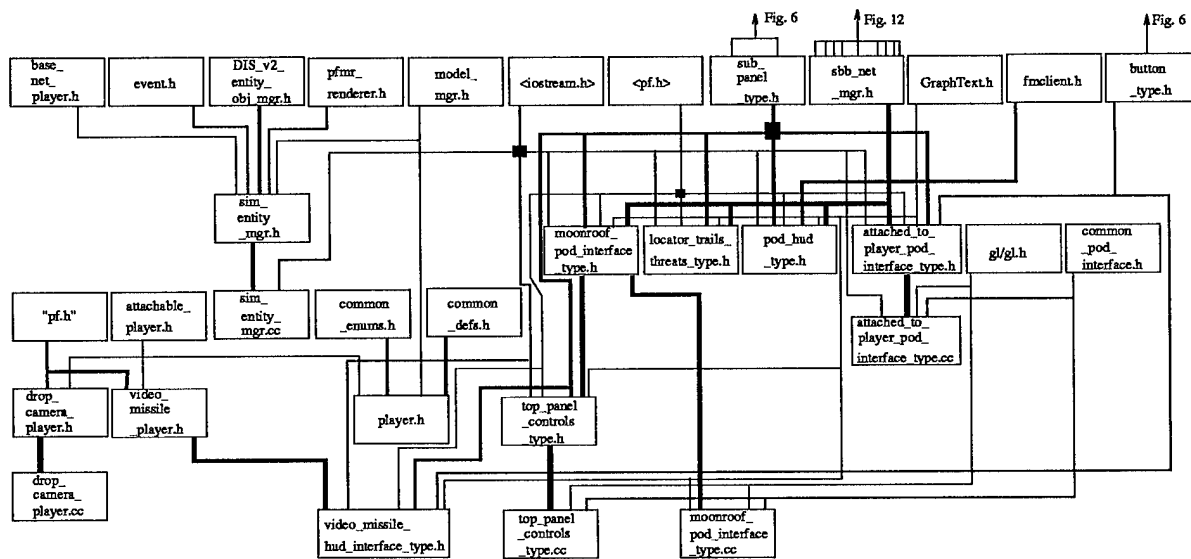 Fig. 6
Fig. 12
Fig. 6
base_
net_
player.h
event.h
DIS_v2_
entity_
obj_mgr.h
pfmr_
renderer.h
model_
mgr.h
<iostream.h>
<pf.h>
sub_
panel
_type.h
sbb_net
_mgr.h
GraphText.h
fmclient.h
button
_type.h
sim_
entity
_mgr.h
moonroof_
pod_interface
_type.h
locator_trails_
threats_type.h
pod_hud
_type.h
attached_to_
player_pod_
interface_type.h
gl/gl.h
common
_pod_
interface.h
"pf.h"
attachable_
player.h
sim_
entity_
mgr.cc
common
_enums.h
common
_defs.h
attached_to_
player_pod_
interface_type.cc
drop_
camera_
player.h
video_
missile
_player.h
player.h
top_panel
_controls
_type.h
drop_
camera_
player.cc
video_missile_
hud_interface_type.h
top_panel_
_controls
_type.cc
moonroof_
pod_interface
_type.cc